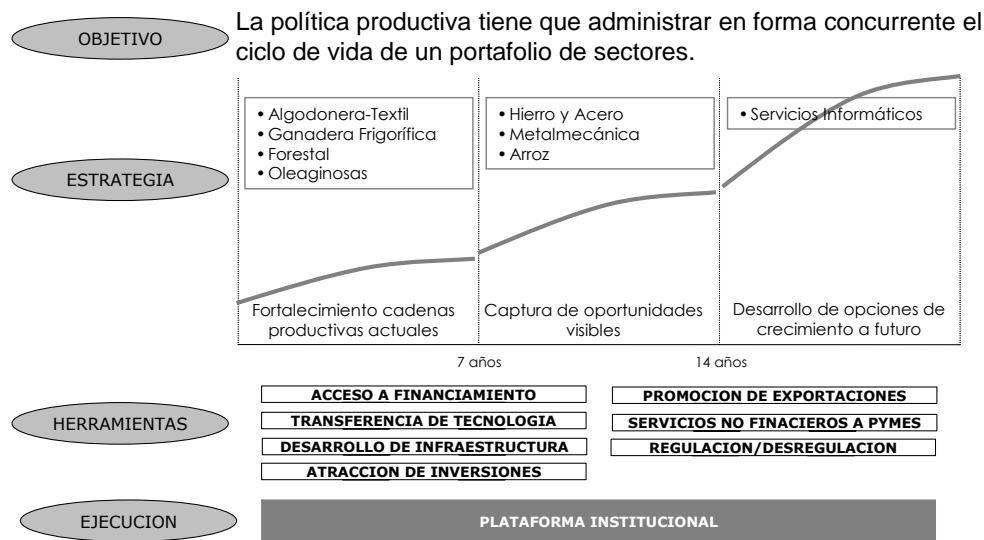 OBJETIVO
La política productiva tiene que administrar en forma concurrente el
ciclo de vida de un portafolio de sectores.
ESTRATEGIA
• Algodonera-Textil
• Ganadera Frigorífica
• Forestal
• Oleaginosas
• Hierro y Acero
• Metalmecánica
• Arroz
• Servicios Informáticos
Fortalecimiento cadenas
productivas actuales
Captura de oportunidades
visibles
Desarrollo de opciones de
crecimiento a futuro
7 años
14 años
HERRAMIENTAS
ACCESO A FINANCIAMIENTO
TRANSFERENCIA DE TECNOLOGIA
DESARROLLO DE INFRAESTRUCTURA
ATRACCION DE INVERSIONES
PROMOCION DE EXPORTACIONES
SERVICIOS NO FINACIEROS A PYMES
REGULACION/DESREGULACION
EJECUCION
PLATAFORMA INSTITUCIONAL